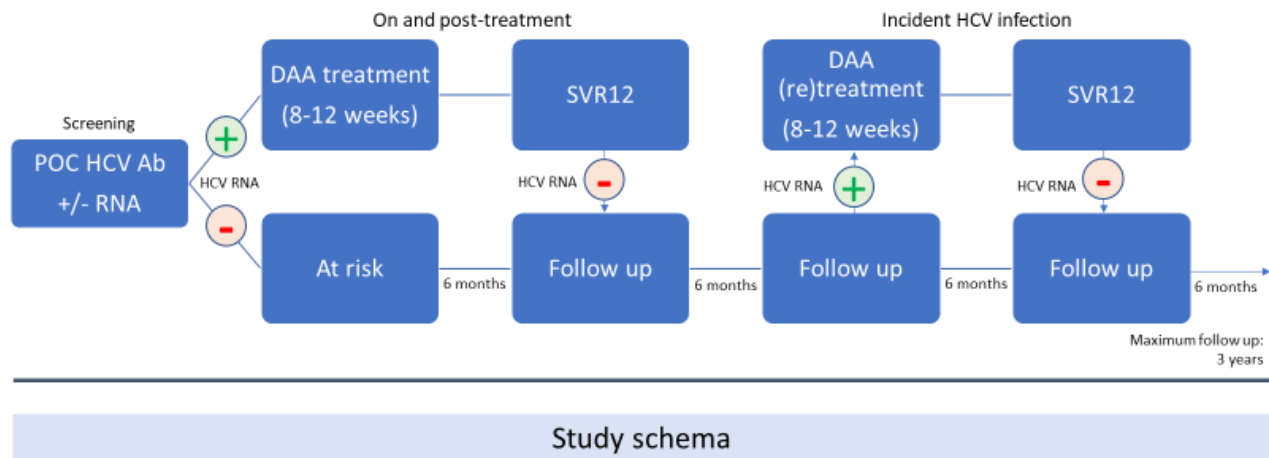 On and post-treatment
Incident HCV infection
Screening
POC HCV Ab
+/- RNA
HCV RNA
+
-
DAA treatment
(8-12 weeks)
SVR12
HCV RNA
-
DAA
(re)treatment
(8-12 weeks)
HCV RNA
+
SVR12
HCV RNA
-
At risk
6 months
Follow up
6 months
Follow up
6 months
Follow up
6 months
Maximum follow up:
3 years
Study schema